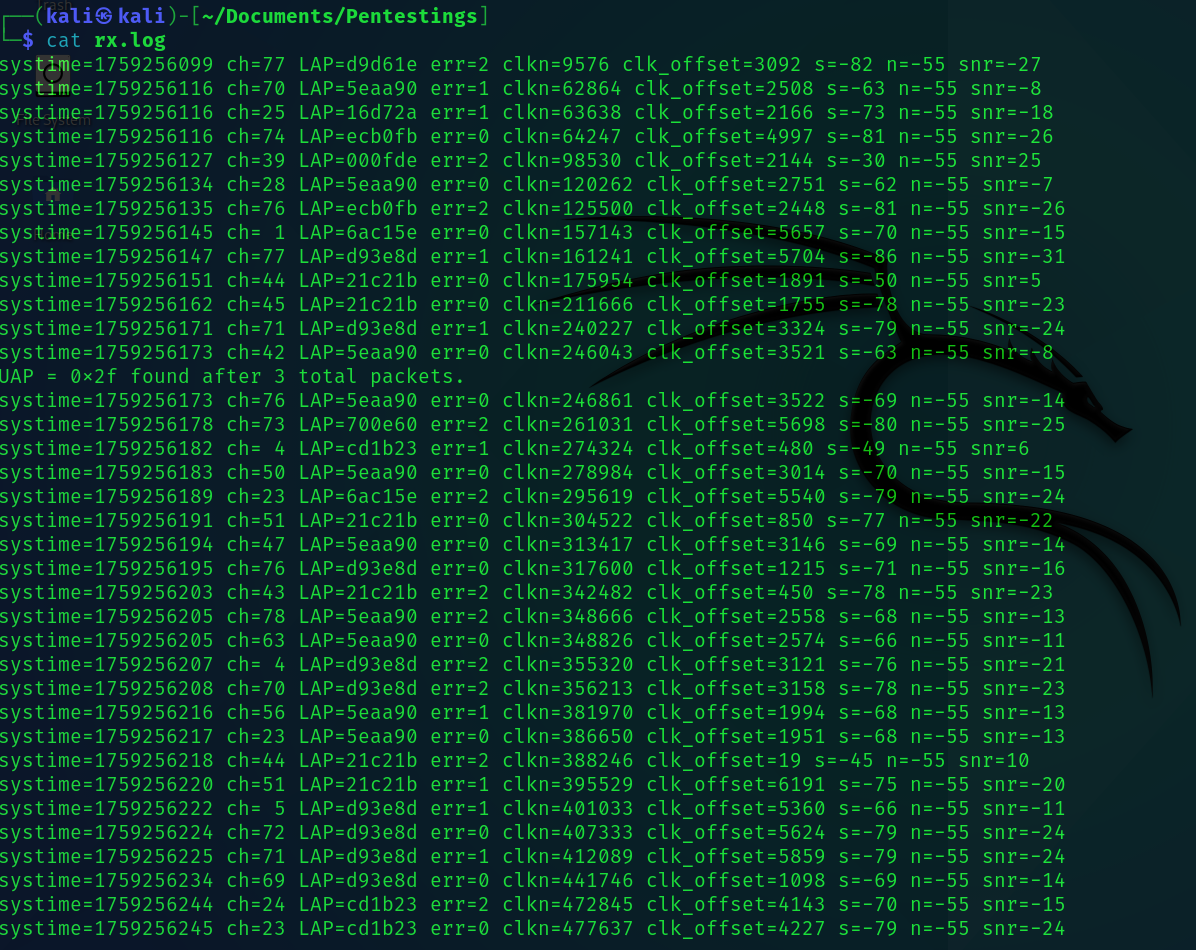 ┌──(kali㉿kali)-[~/Documents/Pentestings]
└─$ cat rx.log
systime=1759256099 ch=77 LAP=d9d61e err=2 clkn=9576 clk_offset=3092 s=-82 n=-55 snr=-27
systime=1759256116 ch=70 LAP=5eaa90 err=1 clkn=62864 clk_offset=2508 s=-63 n=-55 snr=-8
systime=1759256116 ch=25 LAP=16d72a err=1 clkn=63638 clk_offset=2166 s=-73 n=-55 snr=-18
systime=1759256116 ch=74 LAP=ecb0fb err=0 clkn=64247 clk_offset=4997 s=-81 n=-55 snr=-26
systime=1759256127 ch=39 LAP=000fde err=2 clkn=98530 clk_offset=2144 s=-30 n=-55 snr=25
systime=1759256134 ch=28 LAP=5eaa90 err=0 clkn=120262 clk_offset=2751 s=-62 n=-55 snr=-7
systime=1759256135 ch=76 LAP=ecb0fb err=2 clkn=125500 clk_offset=2448 s=-81 n=-55 snr=-26
systime=1759256145 ch= 1 LAP=6ac15e err=0 clkn=157143 clk_offset=5657 s=-70 n=-55 snr=-15
systime=1759256147 ch=77 LAP=d93e8d err=1 clkn=161241 clk_offset=5704 s=-86 n=-55 snr=-31
systime=1759256151 ch=44 LAP=21c21b err=0 clkn=175954 clk_offset=1891 s=-50 n=-55 snr=5
systime=1759256162 ch=45 LAP=21c21b err=0 clkn=211666 clk_offset=1755 s=-78 n=-55 snr=-23
systime=1759256171 ch=71 LAP=d93e8d err=1 clkn=240227 clk_offset=3324 s=-79 n=-55 snr=-24
systime=1759256173 ch=42 LAP=5eaa90 err=0 clkn=246043 clk_offset=3521 s=-63 n=-55 snr=-8
UAP = 0×2f found after 3 total packets.
systime=1759256173 ch=76 LAP=5eaa90 err=0 clkn=246861 clk_offset=3522 s=-69 n=-55 snr=-14
systime=1759256178 ch=73 LAP=700e60 err=2 clkn=261031 clk_offset=5698 s=-80 n=-55 snr=-25
systime=1759256182 ch= 4 LAP=cd1b23 err=1 clkn=274324 clk_offset=480 s=-49 n=-55 snr=6
systime=1759256183 ch=50 LAP=5eaa90 err=0 clkn=278984 clk_offset=3014 s=-70 n=-55 snr=-15
systime=1759256189 ch=23 LAP=6ac15e err=2 clkn=295619 clk_offset=5540 s=-79 n=-55 snr=-24
systime=1759256191 ch=51 LAP=21c21b err=0 clkn=304522 clk_offset=850 s=-77 n=-55 snr=-22
systime=1759256194 ch=47 LAP=5eaa90 err=0 clkn=313417 clk_offset=3146 s=-69 n=-55 snr=-14
systime=1759256195 ch=76 LAP=d93e8d err=0 clkn=317600 clk_offset=1215 s=-71 n=-55 snr=-16
systime=1759256203 ch=43 LAP=21c21b err=2 clkn=342482 clk_offset=450 s=-78 n=-55 snr=-23
systime=1759256205 ch=78 LAP=5eaa90 err=2 clkn=348666 clk_offset=2558 s=-68 n=-55 snr=-13
systime=1759256205 ch=63 LAP=5eaa90 err=0 clkn=348826 clk_offset=2574 s=-66 n=-55 snr=-11
systime=1759256207 ch= 4 LAP=d93e8d err=2 clkn=355320 clk_offset=3121 s=-76 n=-55 snr=-21
systime=1759256208 ch=70 LAP=d93e8d err=2 clkn=356213 clk_offset=3158 s=-78 n=-55 snr=-23
systime=1759256216 ch=56 LAP=5eaa90 err=1 clkn=381970 clk_offset=1994 s=-68 n=-55 snr=-13
systime=1759256217 ch=23 LAP=5eaa90 err=0 clkn=386650 clk_offset=1951 s=-68 n=-55 snr=-13
systime=1759256218 ch=44 LAP=21c21b err=2 clkn=388246 clk_offset=19 s=-45 n=-55 snr=10
systime=1759256220 ch=51 LAP=21c21b err=1 clkn=395529 clk_offset=6191 s=-75 n=-55 snr=-20
systime=1759256222 ch= 5 LAP=d93e8d err=1 clkn=401033 clk_offset=5360 s=-66 n=-55 snr=-11
systime=1759256224 ch=72 LAP=d93e8d err=0 clkn=407333 clk_offset=5624 s=-79 n=-55 snr=-24
systime=1759256225 ch=71 LAP=d93e8d err=1 clkn=412089 clk_offset=5859 s=-79 n=-55 snr=-24
systime=1759256234 ch=69 LAP=d93e8d err=0 clkn=441746 clk_offset=1098 s=-69 n=-55 snr=-14
systime=1759256244 ch=24 LAP=cd1b23 err=2 clkn=472845 clk_offset=4143 s=-70 n=-55 snr=-15
systime=1759256245 ch=23 LAP=cd1b23 err=0 clkn=477637 clk_offset=4227 s=-79 n=-55 snr=-24